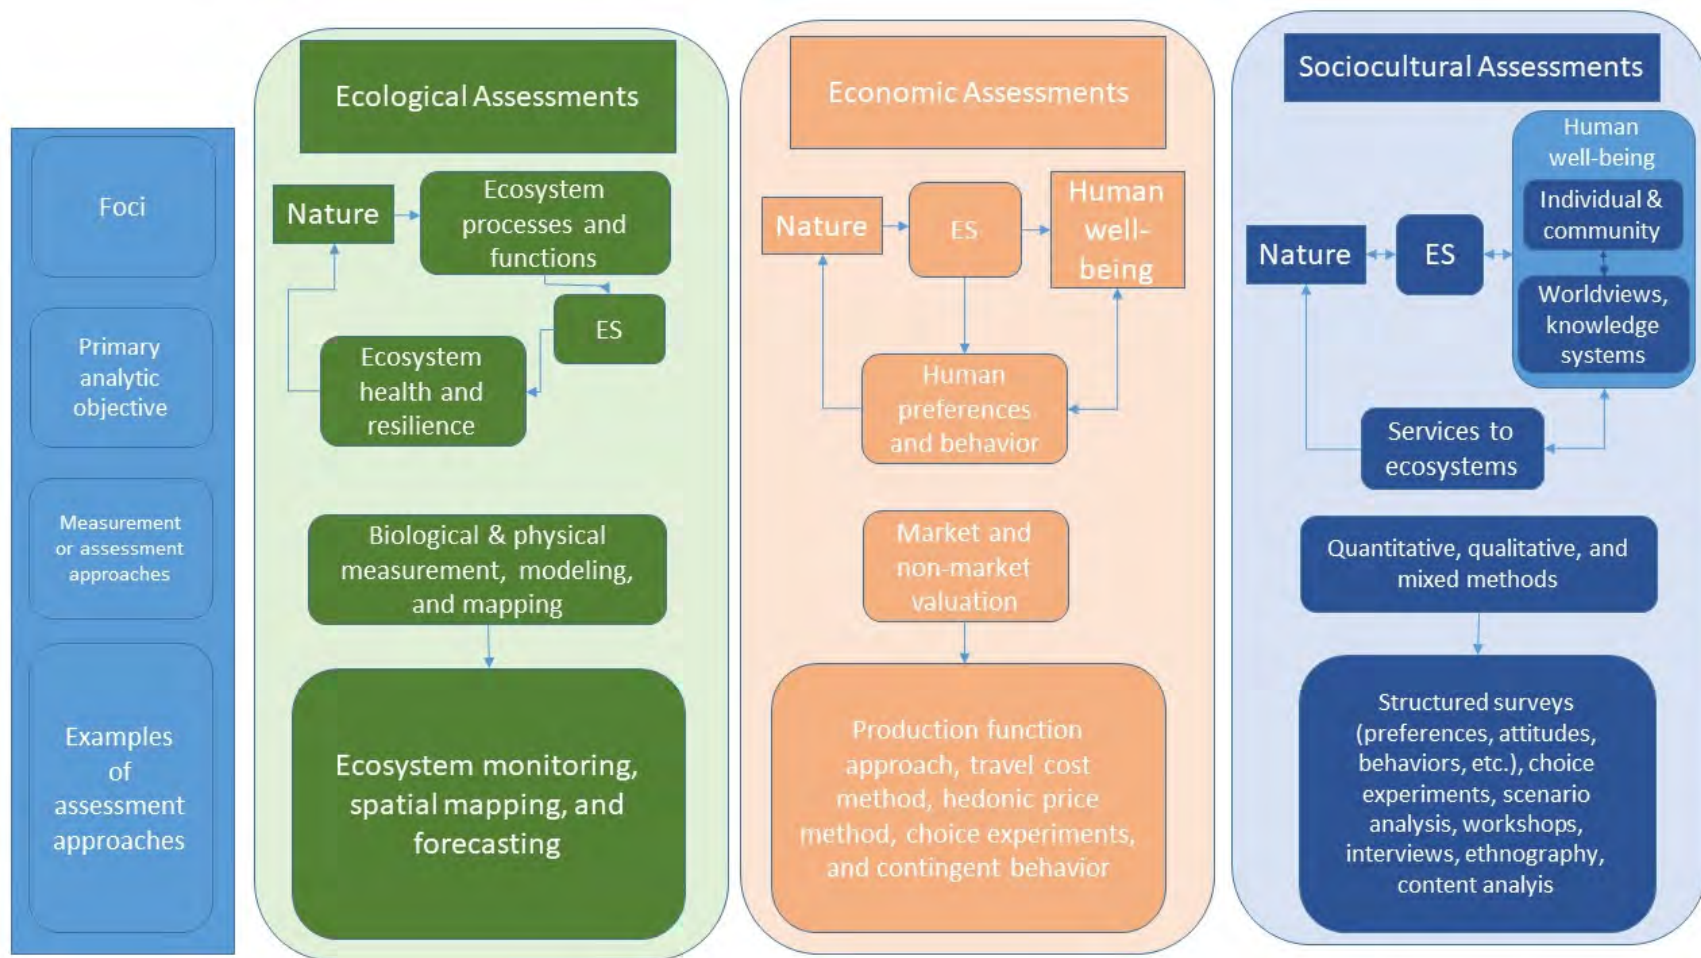 Foci
Primary
analytic
objective
Measurement
or assessment
approaches
Examples
of
assessment
approaches
Ecological Assessments
Nature
Ecosystem
processes and
functions
ES
Ecosystem
health and
resilience
Biological & physical
measurement, modeling,
and mapping
Ecosystem monitoring,
spatial mapping, and
forecasting
Economic Assessments
Nature
ES
Human
well-
being
Human
preferences
and behavior
Market and
non-market
valuation
Production function
approach, travel cost
method, hedonic price
method, choice experiments,
and contingent behavior
Sociocultural Assessments
Human
well-being
Individual &
community
Nature
ES
Worldviews,
knowledge
systems
Services to
ecosystems
Quantitative, qualitative, and
mixed methods
Structured surveys
(preferences, attitudes,
behaviors, etc.), choice
experiments, scenario
analysis, workshops,
interviews, ethnography,
content analyis